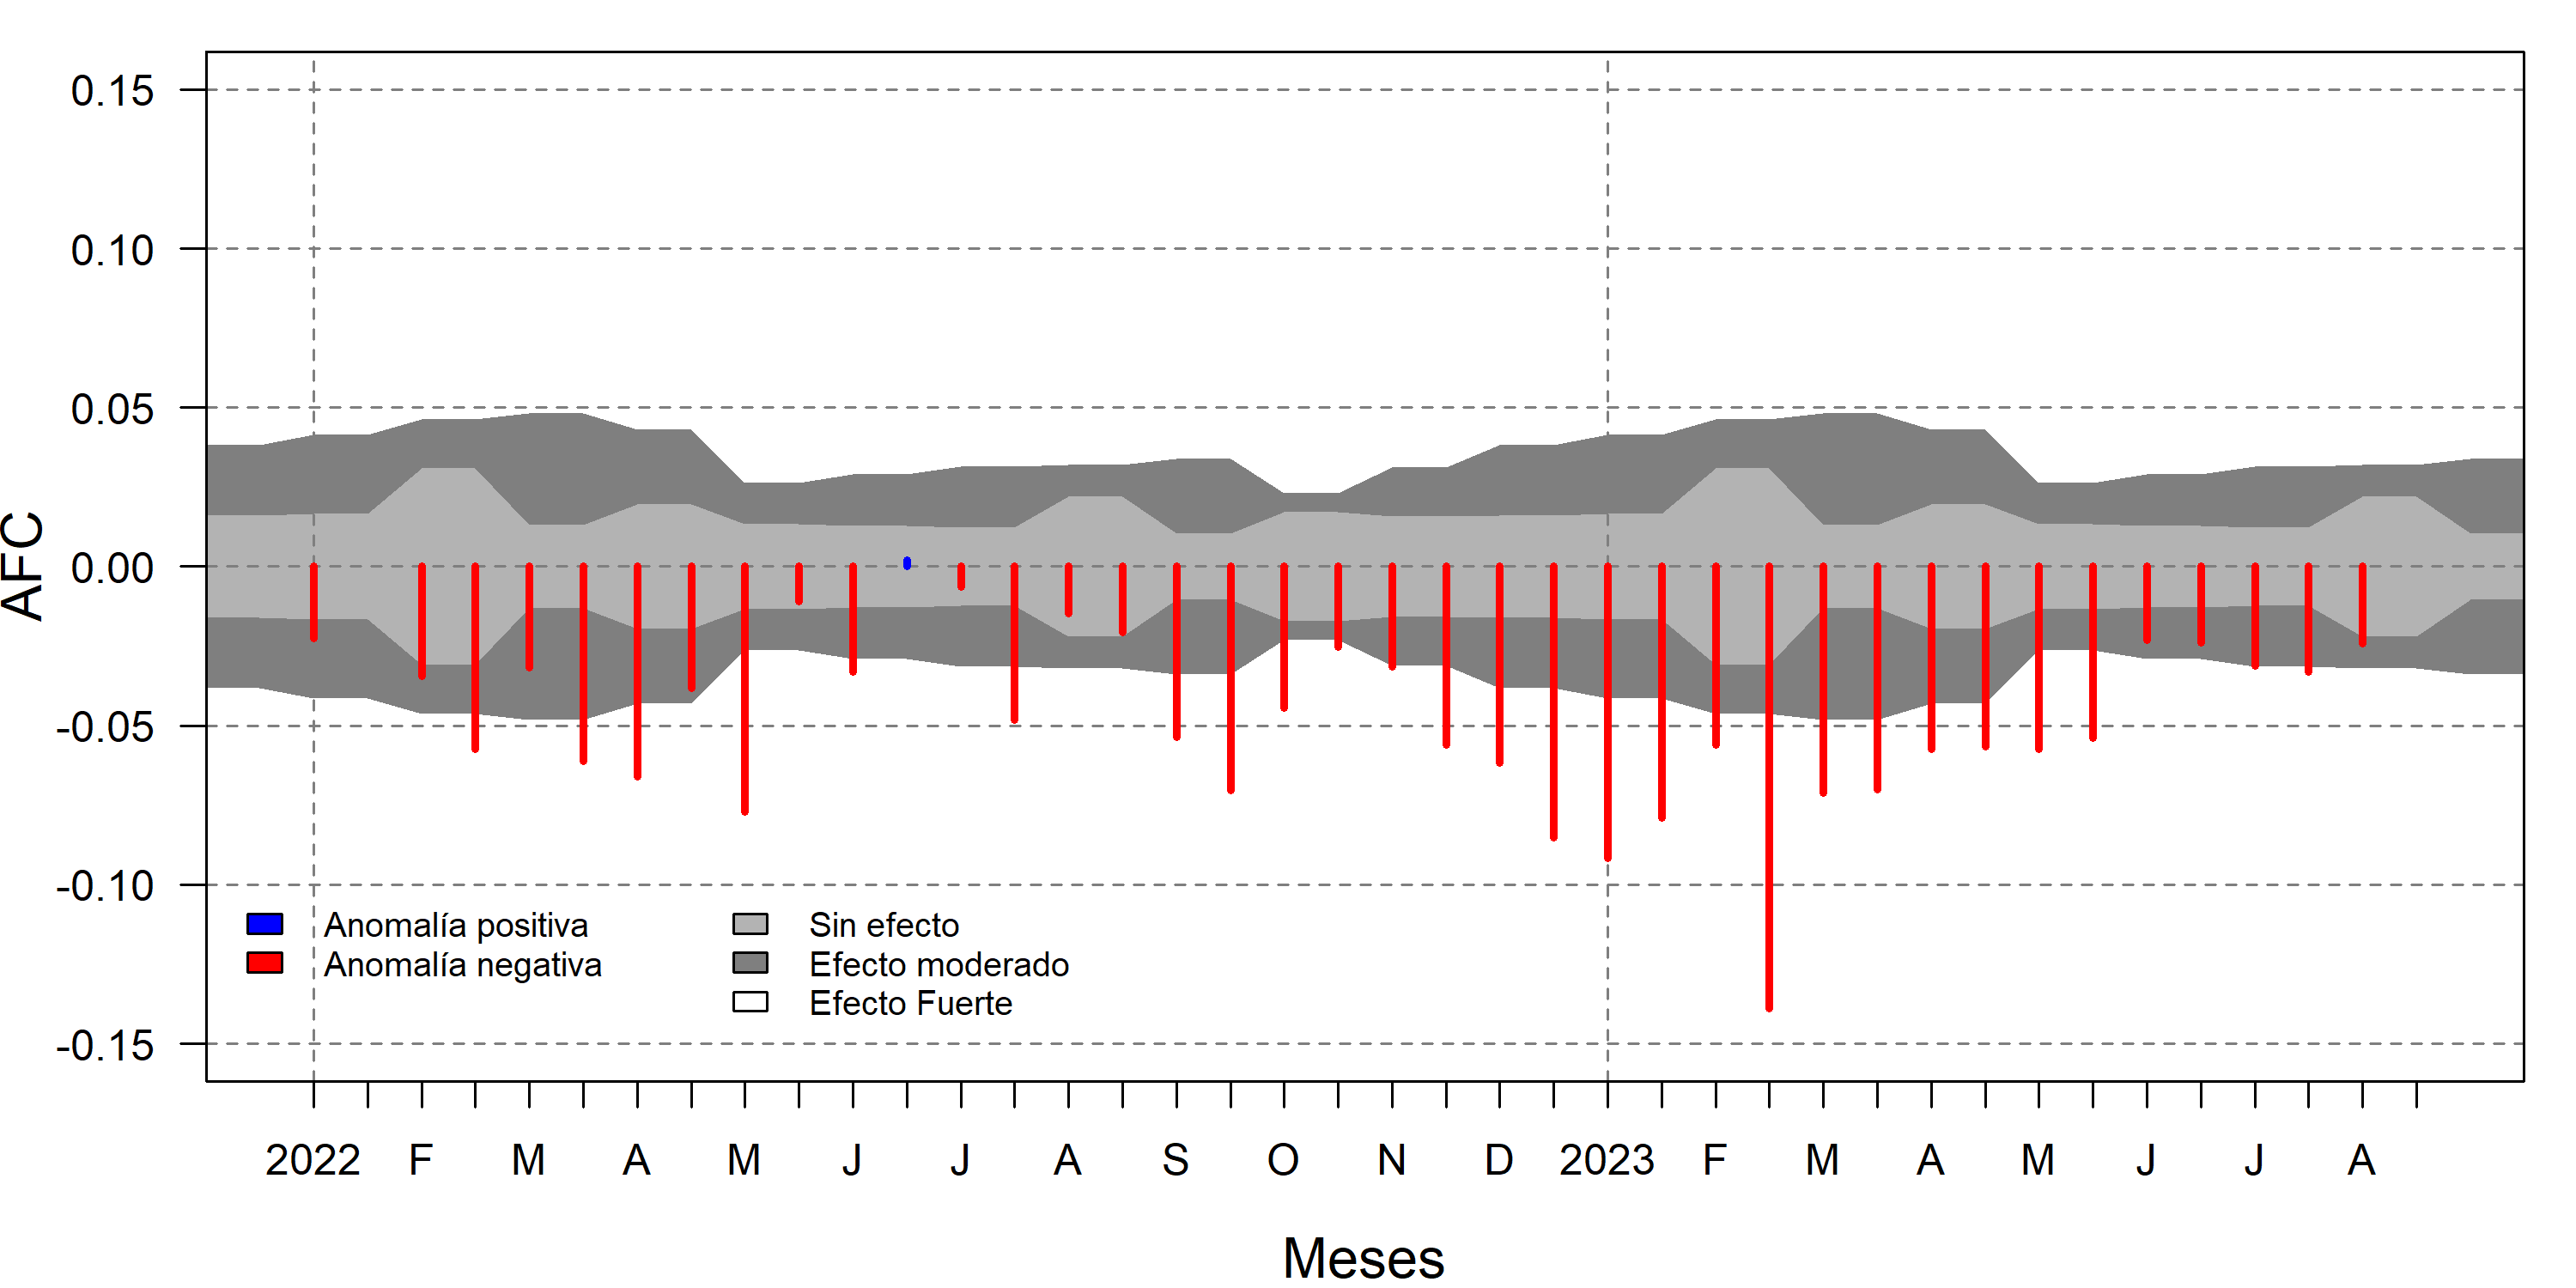 0.15
0.10
0.05
0.00
-0.05
-0.10
-0.15
AFC
Anomalía positiva
Anomalía negativa
Sin efecto
Efecto moderado
Efecto Fuerte
2022 F M A M J J A S O N D 2023 F M A M J J A
Meses